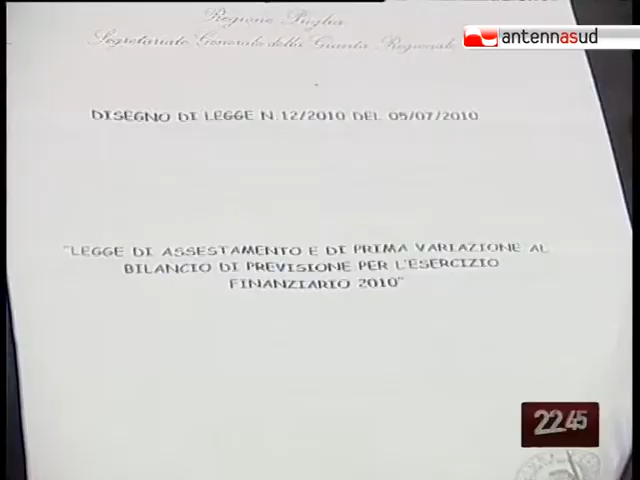 Regione Puglia
Segretariato Generale della Giunta Regionale
antennasud
DISEGNO DI LEGGE N.12/2010 DEL 05/07/2010
"LEGGE DI ASSESTAMENTO E DI PRIMA VARIAZIONE AL
BILANCIO DI PREVISIONE PER L'ESERCIZIO
FINANZIARIO 2010"
22.45